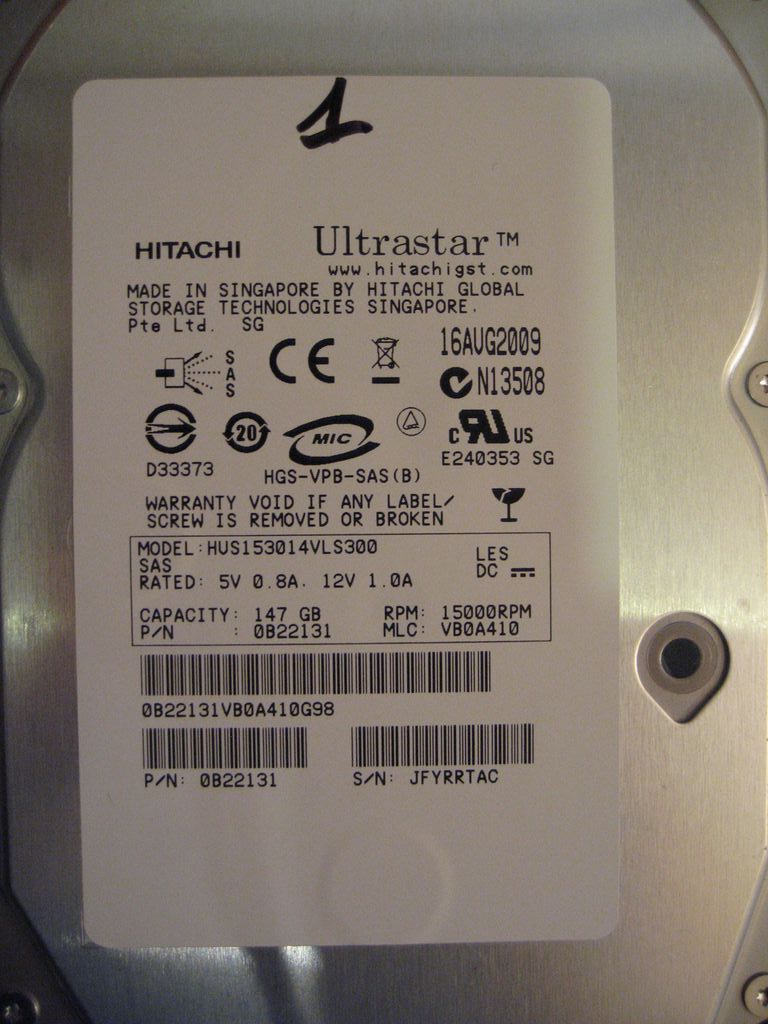 1
HITACHI Ultrastar™
www.hitachigst.com
MADE IN SINGAPORE BY HITACHI GLOBAL
STORAGE TECHNOLOGIES SINGAPORE.
Pte Ltd. SG
SAS
CE
16AUG2009
N13508
20
MIC
c RU US
D33373
HGS-VPB-SAS(B)
E240353 SG
WARRANTY VOID IF ANY LABEL/
SCREW IS REMOVED OR BROKEN
MODEL:HUS153014VLS300
SAS
LES
RATED: 5V 0.8A. 12V 1.0A
DC
CAPACITY: 147 GB RPM: 15000RPM
P/N : 0B22131 MLC: VB0A410
0B22131VB0A410G98
P/N: 0B22131 S/N: JFYRRTAC